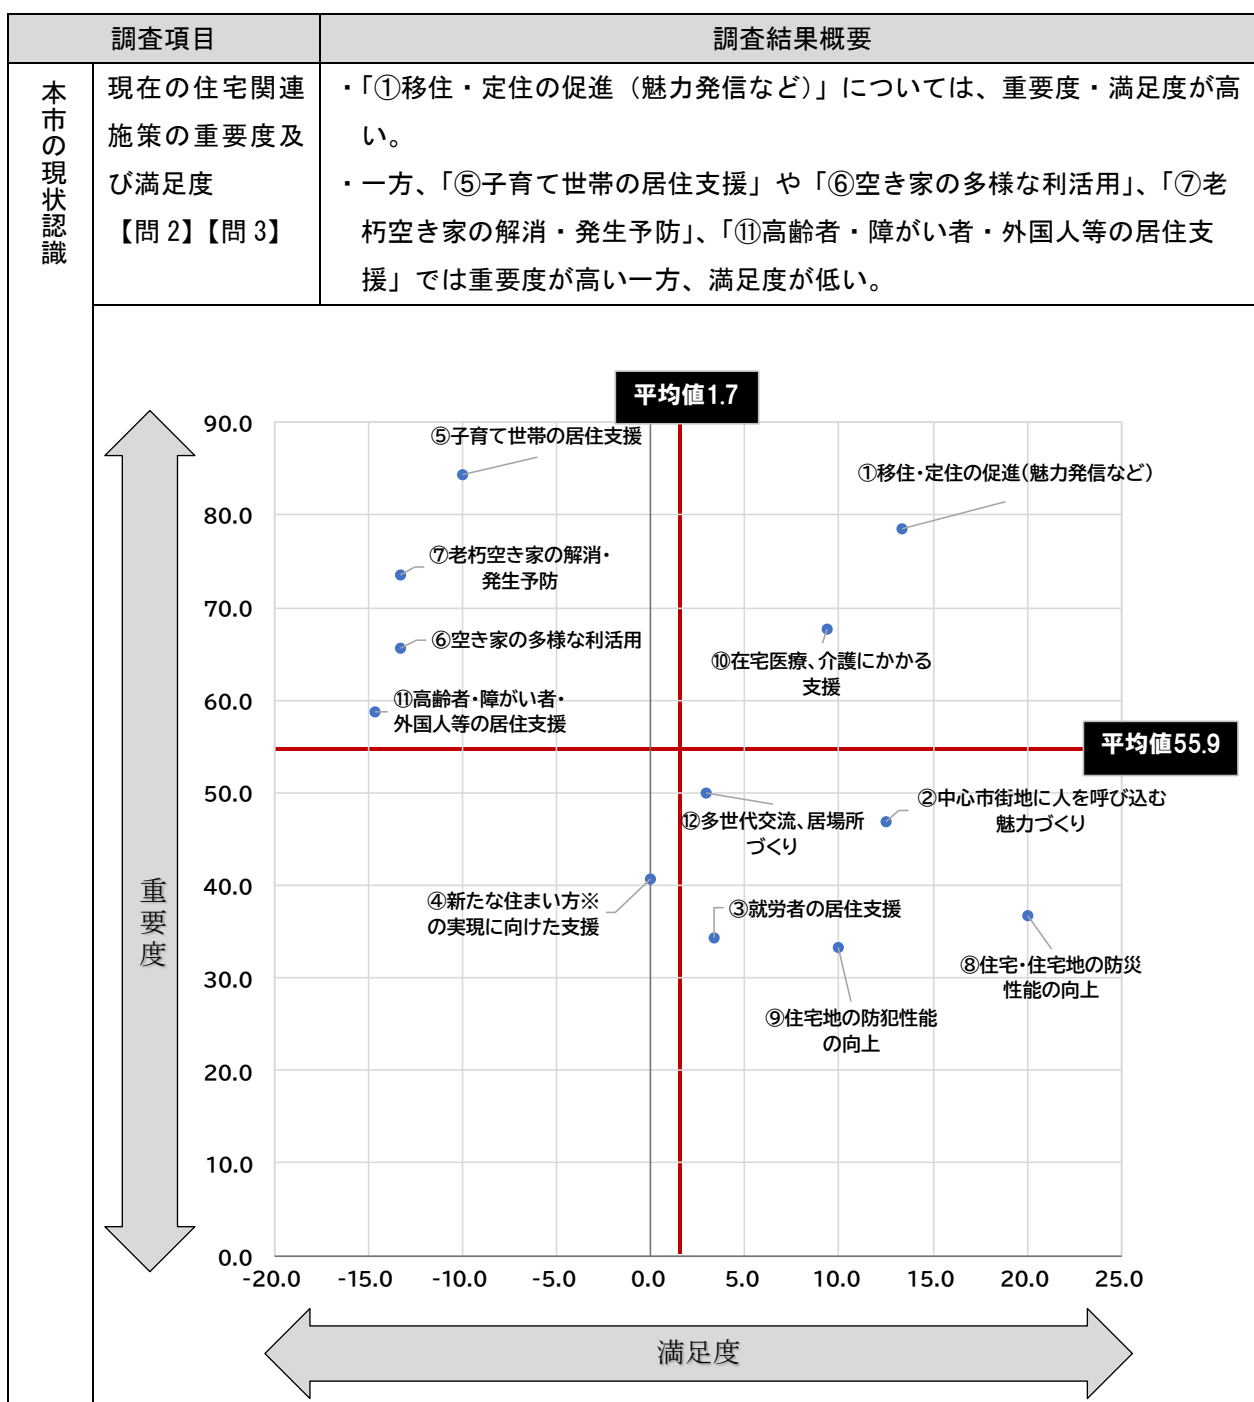 調査項目
調査結果概要
本市の現状認識
現在の住宅関連
施策の重要度及
び満足度
【問2】【問3】
・「①移住・定住の促進（魅力発信など）」については、重要度・満足度が高
い。
・一方、「⑤子育て世帯の居住支援」や「⑥空き家の多様な利活用」、「⑦老
朽空き家の解消・発生予防」、「⑪高齢者・障がい者・外国人等の居住支
援」では重要度が高い一方、満足度が低い。
平均値1.7
90.0
80.0
70.0
60.0
50.0
40.0
30.0
20.0
10.0
0.0
⑤子育て世帯の居住支援
①移住・定住の促進（魅力発信など）
⑦老朽空き家の解消・
発生予防
⑥空き家の多様な利活用
⑩在宅医療、介護にかかる
支援
⑪高齢者・障がい者・
外国人等の居住支援
平均値55.9
②中心市街地に人を呼び込む
魅力づくり
⑫多世代交流、居場所
づくり
④新たな住まい方※
の実現に向けた支援
③就労者の居住支援
⑧住宅・住宅地の防災
性能の向上
⑨住宅地の防犯性能
の向上
重要度
-20.0 -15.0 -10.0 -5.0 0.0 5.0 10.0 15.0 20.0 25.0
満足度